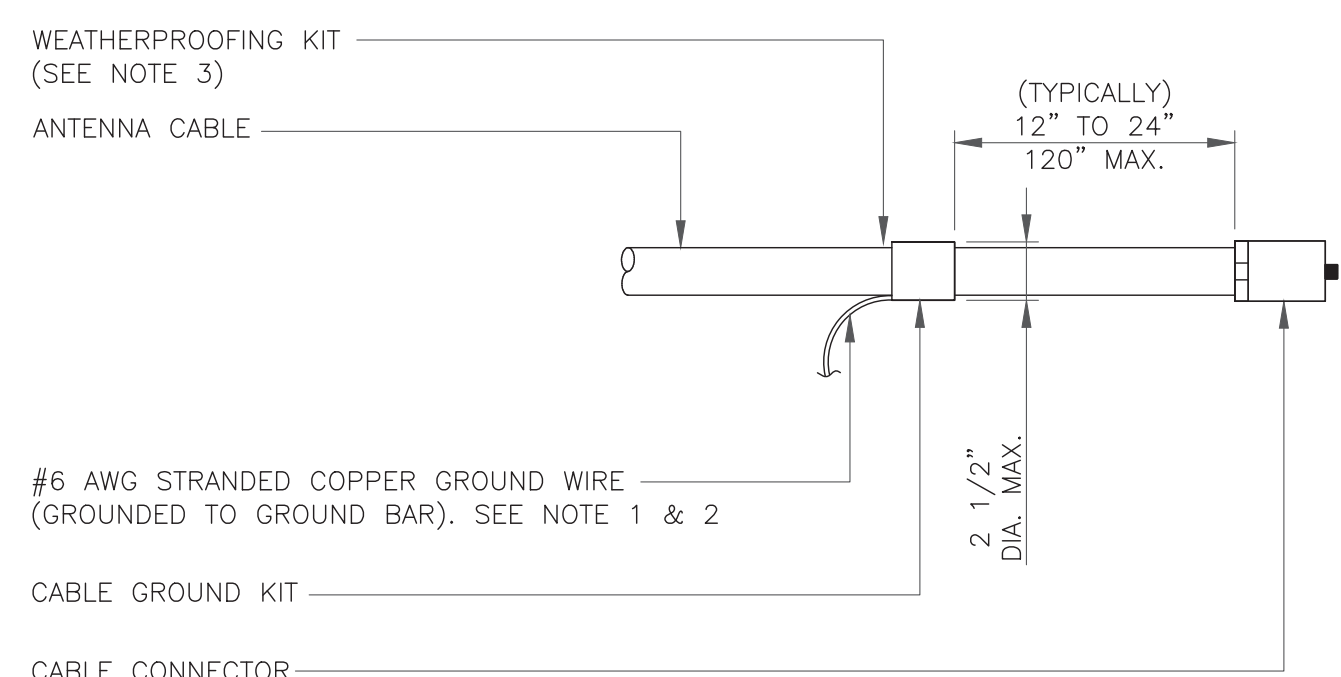 WEATHERPROOFING KIT
(SEE NOTE 3)
ANTENNA CABLE
(TYPICALLY)
12” TO 24”
120” MAX.
2 1/2”
DIA. MAX.
#6 AWG STRANDED COPPER GROUND WIRE
(GROUNDED TO GROUND BAR). SEE NOTE 1 & 2
CABLE GROUND KIT
CABLE CONNECTOR